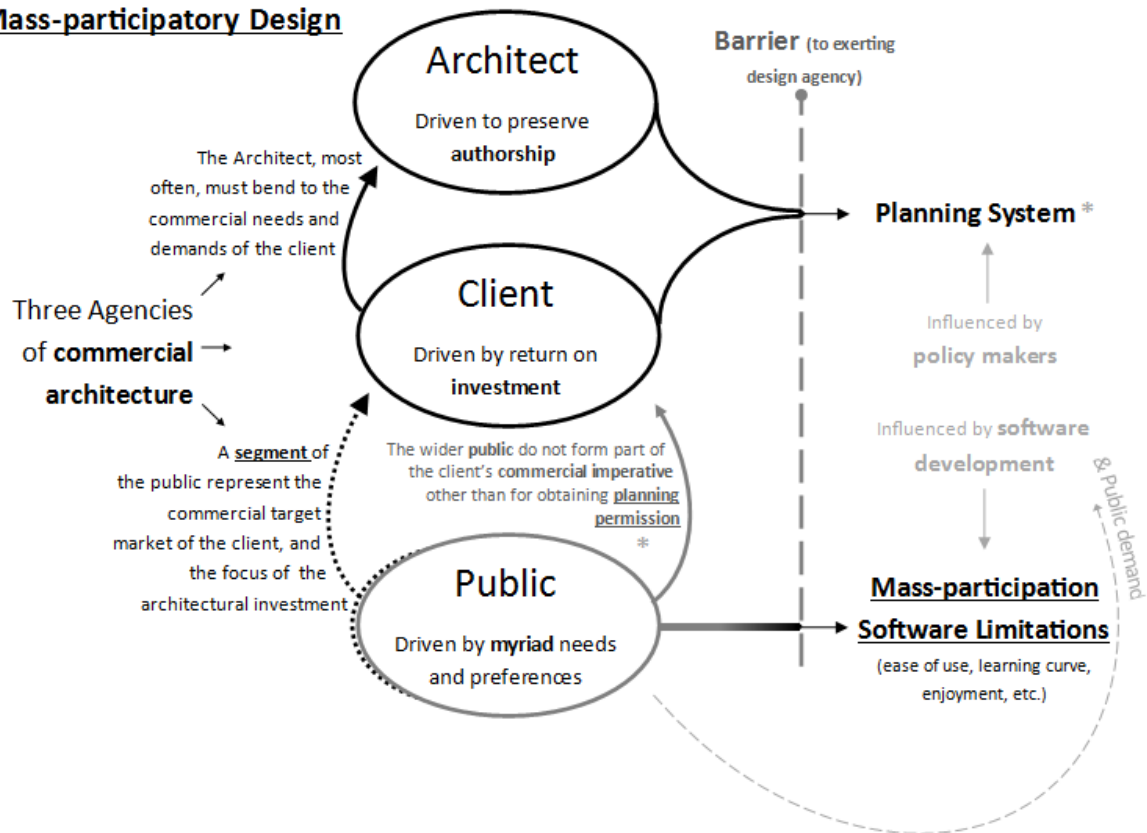 Mass-participatory Design
Architect
Driven to preserve
authorship
Barrier (to exerting
design agency)
The Architect, most
often, must bend to the
commercial needs and
demands of the client
Planning System *
Client
Driven by return on
investment
Three Agencies
of commercial
architecture
Influenced by
policy makers
A segment of
the public represent the
commercial target
market of the client, and
the focus of the
architectural investment
The wider public do not form part of
the client's commercial imperative
other than for obtaining planning
permission
*
Influenced by software
development
& Public demand
Public
Driven by myriad needs
and preferences
Mass-participation
Software Limitations
(ease of use, learning curve,
enjoyment, etc.)